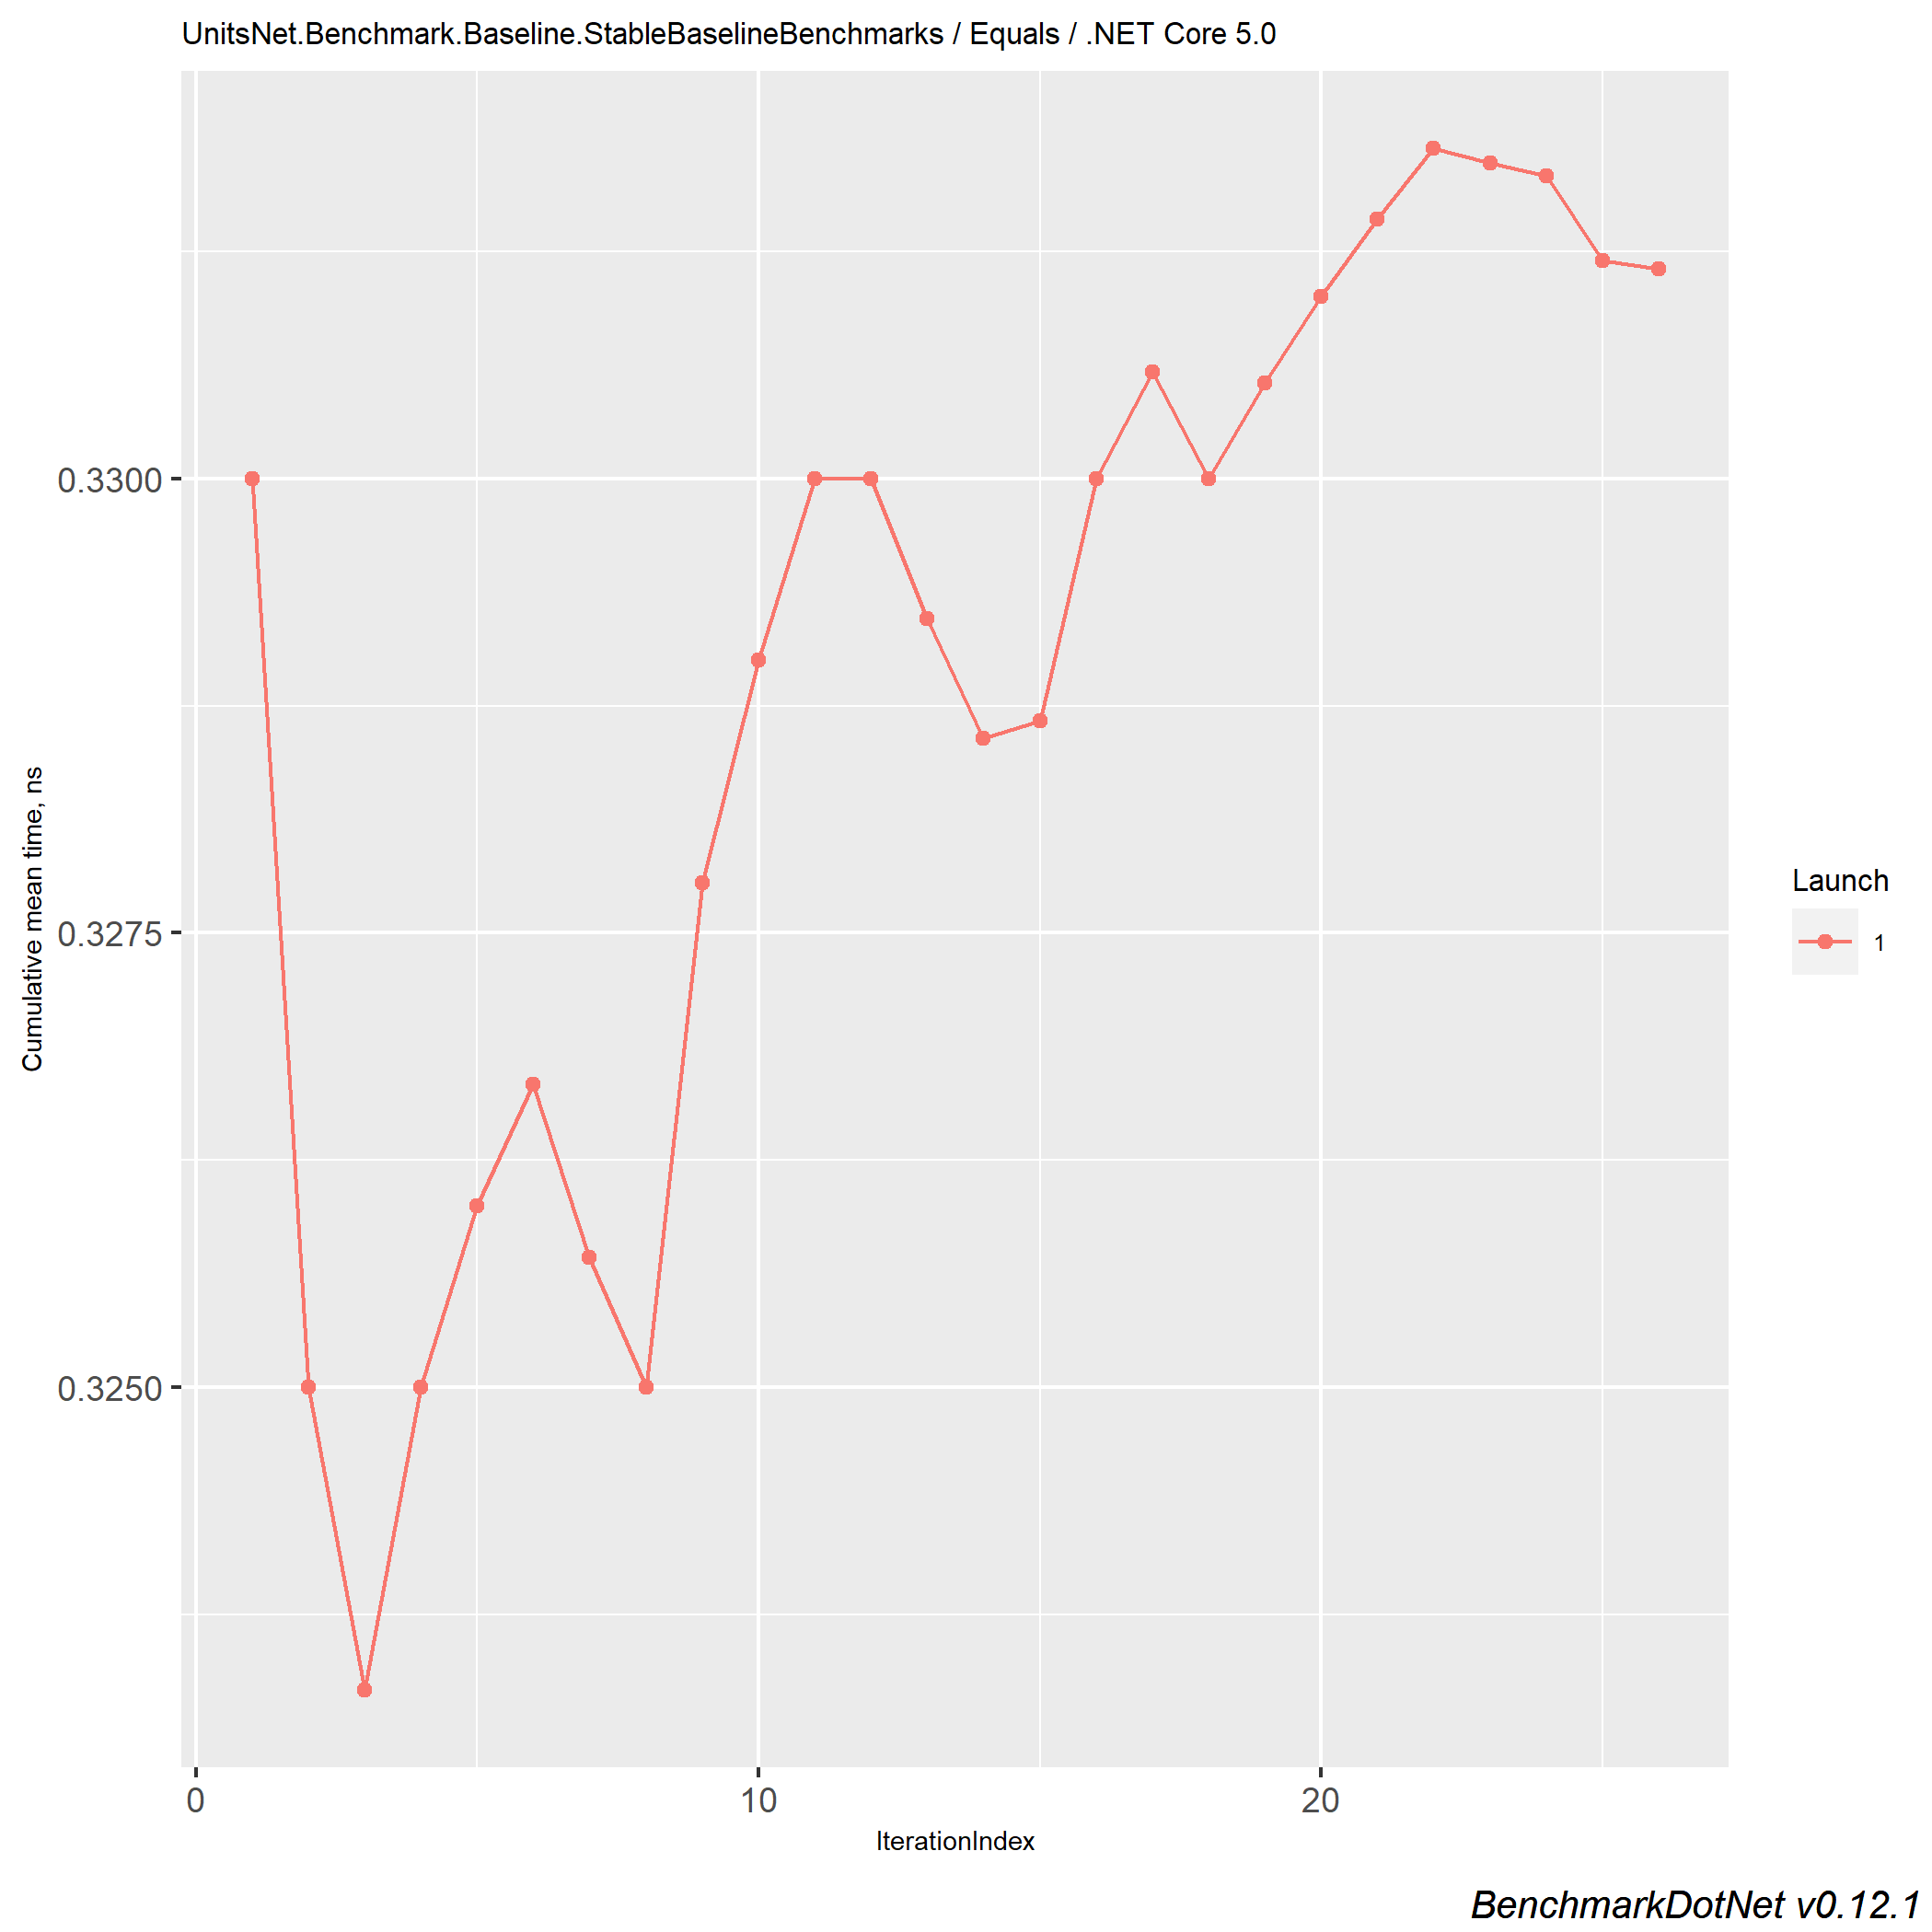 UnitsNet.Benchmark.Baseline.StableBaselineBenchmarks / Equals / .NET Core 5.0
Cumulative mean time, ns
0.3300
0.3275
0.3250
0
10
20
IterationIndex
Launch
1
BenchmarkDotNet v0.12.1